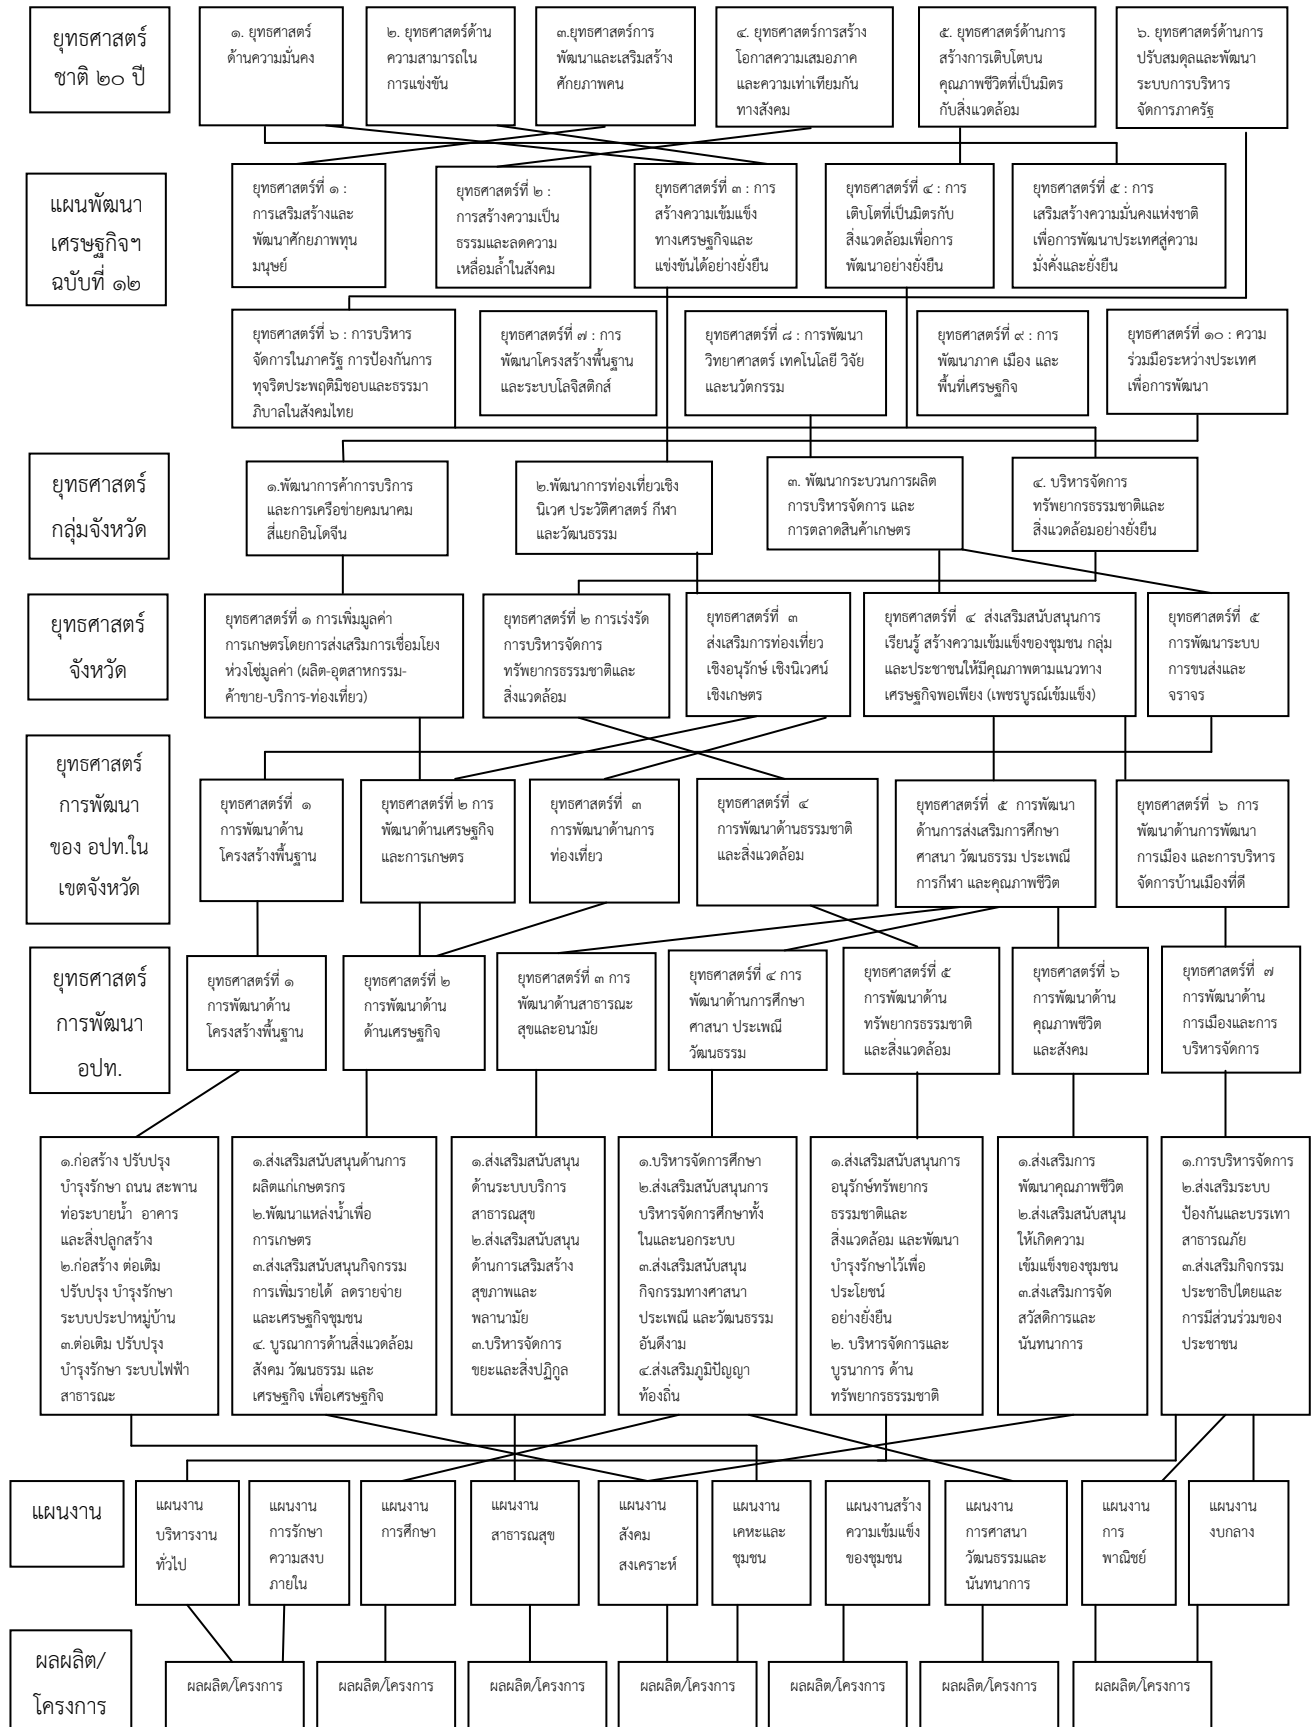 ยุทธศาสตร์
ชาติ ๒๐ ปี
๑. ยุทธศาสตร์
ด้านความมั่นคง
๒. ยุทธศาสตร์ด้าน
ความสามารถใน
การแข่งขัน
๓.ยุทธศาสตร์การ
พัฒนาและเสริมสร้าง
ศักยภาพคน
๔. ยุทธศาสตร์การสร้าง
โอกาสความเสมอภาค
และความเท่าเทียมกัน
ทางสังคม
๕. ยุทธศาสตร์ด้านการ
สร้างการเติบโตบน
คุณภาพชีวิตที่เป็นมิตร
กับสิ่งแวดล้อม
๖. ยุทธศาสตร์ด้านการ
ปรับสมดุลและพัฒนา
ระบบการบริหาร
จัดการภาครัฐ
แผนพัฒนา
เศรษฐกิจฯ
ฉบับที่ ๑๒
ยุทธศาสตร์ที่ ๑ :
การเสริมสร้างและ
พัฒนาศักยภาพทุน
มนุษย์
ยุทธศาสตร์ที่ ๒ :
การสร้างความเป็น
ธรรมและลดความ
เหลื่อมล้ำในสังคม
ยุทธศาสตร์ที่ ๓ : การ
สร้างความเข้มแข็ง
ทางเศรษฐกิจและ
แข่งขันได้อย่างยั่งยืน
ยุทธศาสตร์ที่ ๔ : การ
เติบโตที่เป็นมิตรกับ
สิ่งแวดล้อมเพื่อการ
พัฒนาอย่างยั่งยืน
ยุทธศาสตร์ที่ ๕ : การ
เสริมสร้างความมั่นคงแห่งชาติ
เพื่อการพัฒนาประเทศสู่ความ
มั่งคั่งและยั่งยืน
ยุทธศาสตร์ที่ ๖ : การบริหาร
จัดการในภาครัฐ การป้องกันการ
ทุจริตประพฤติมิชอบและธรรมา
ภิบาลในสังคมไทย
ยุทธศาสตร์ที่ ๗ : การ
พัฒนาโครงสร้างพื้นฐาน
และระบบโลจิสติกส์
ยุทธศาสตร์ที่ ๘ : การพัฒนา
วิทยาศาสตร์ เทคโนโลยี วิจัย
และนวัตกรรม
ยุทธศาสตร์ที่ ๙ : การ
พัฒนาภาค เมือง และ
พื้นที่เศรษฐกิจ
ยุทธศาสตร์ที่ ๑๐ : ความ
ร่วมมือระหว่างประเทศ
เพื่อการพัฒนา
ยุทธศาสตร์
กลุ่มจังหวัด
๑.พัฒนาการค้าการบริการ
และการเครือข่ายคมนาคม
สี่แยกอินโดจีน
๒.พัฒนาการท่องเที่ยวเชิง
นิเวศ ประวัติศาสตร์ กีฬา
และวัฒนธรรม
๓. พัฒนากระบวนการผลิต
การบริหารจัดการ และ
การตลาดสินค้าเกษตร
๔. บริหารจัดการ
ทรัพยากรธรรมชาติและ
สิ่งแวดล้อมอย่างยั่งยืน
ยุทธศาสตร์
จังหวัด
ยุทธศาสตร์ที่ ๑ การเพิ่มมูลค่า
การเกษตรโดยการส่งเสริมการเชื่อมโยง
ห่วงโซ่มูลค่า (ผลิต-อุตสาหกรรม-
ค้าขาย-บริการ-ท่องเที่ยว)
ยุทธศาสตร์ที่ ๒ การเร่งรัด
การบริหารจัดการ
ทรัพยากรธรรมชาติและ
สิ่งแวดล้อม
ยุทธศาสตร์ที่ ๓
ส่งเสริมการท่องเที่ยว
เชิงอนุรักษ์ เชิงนิเวศน์
เชิงเกษตร
ยุทธศาสตร์ที่ ๔ ส่งเสริมสนับสนุนการ
เรียนรู้ สร้างความเข้มแข็งของชุมชน กลุ่ม
และประชาชนให้มีคุณภาพตามแนวทาง
เศรษฐกิจพอเพียง (เพชรบูรณ์เข้มแข็ง)
ยุทธศาสตร์ที่ ๕
การพัฒนาระบบ
การขนส่งและ
จราจร
ยุทธศาสตร์
การพัฒนา
ของ อปท.ใน
เขตจังหวัด
ยุทธศาสตร์ที่ ๑
การพัฒนาด้าน
โครงสร้างพื้นฐาน
ยุทธศาสตร์ที่ ๒ การ
พัฒนาด้านเศรษฐกิจ
และการเกษตร
ยุทธศาสตร์ที่ ๓
การพัฒนาด้านการ
ท่องเที่ยว
ยุทธศาสตร์ที่ ๔
การพัฒนาด้านธรรมชาติ
และสิ่งแวดล้อม
ยุทธศาสตร์ที่ ๕ การพัฒนา
ด้านการส่งเสริมการศึกษา
ศาสนา วัฒนธรรม ประเพณี
การกีฬา และคุณภาพชีวิต
ยุทธศาสตร์ที่ ๖ การ
พัฒนาด้านการพัฒนา
การเมือง และการบริหาร
จัดการบ้านเมืองที่ดี
ยุทธศาสตร์
การพัฒนา
อปท.
ยุทธศาสตร์ที่ ๑
การพัฒนาด้าน
โครงสร้างพื้นฐาน
ยุทธศาสตร์ที่ ๒
การพัฒนาด้าน
ด้านเศรษฐกิจ
ยุทธศาสตร์ที่ ๓ การ
พัฒนาด้านสาธารณะ
สุขและอนามัย
ยุทธศาสตร์ที่ ๔ การ
พัฒนาด้านการศึกษา
ศาสนา ประเพณี
วัฒนธรรม
ยุทธศาสตร์ที่ ๕
การพัฒนาด้าน
ทรัพยากรธรรมชาติ
และสิ่งแวดล้อม
ยุทธศาสตร์ที่ ๖
การพัฒนาด้าน
คุณภาพชีวิต
และสังคม
ยุทธศาสตร์ที่ ๗
การพัฒนาด้าน
การเมืองและการ
บริหารจัดการ
๑.ก่อสร้าง ปรับปรุง
บำรุงรักษา ถนน สะพาน
ท่อระบายน้ำ อาคาร
และสิ่งปลูกสร้าง
๒.ก่อสร้าง ต่อเติม
ปรับปรุง บำรุงรักษา
ระบบประปาหมู่บ้าน
๓.ต่อเติม ปรับปรุง
บำรุงรักษา ระบบไฟฟ้า
สาธารณะ
๑.ส่งเสริมสนับสนุนด้านการ
ผลิตแก่เกษตรกร
๒.พัฒนาแหล่งน้ำเพื่อ
การเกษตร
๓.ส่งเสริมสนับสนุนกิจกรรม
การเพิ่มรายได้ ลดรายจ่าย
และเศรษฐกิจชุมชน
๔. บูรณาการด้านสิ่งแวดล้อม
สังคม วัฒนธรรม และ
เศรษฐกิจ เพื่อเศรษฐกิจ
๑.ส่งเสริมสนับสนุน
ด้านระบบบริการ
สาธารณสุข
๒.ส่งเสริมสนับสนุน
ด้านการเสริมสร้าง
สุขภาพและ
พลานามัย
๓.บริหารจัดการ
ขยะและสิ่งปฏิกูล
๑.บริหารจัดการศึกษา
๒.ส่งเสริมสนับสนุนการ
บริหารจัดการศึกษาทั้ง
ในและนอกระบบ
๓.ส่งเสริมสนับสนุน
กิจกรรมทางศาสนา
ประเพณี และวัฒนธรรม
อันดีงาม
๔.ส่งเสริมภูมิปัญญา
ท้องถิ่น
๑.ส่งเสริมสนับสนุนการ
อนุรักษ์ทรัพยากร
ธรรมชาติและ
สิ่งแวดล้อม และพัฒนา
บำรุงรักษาไว้เพื่อ
ประโยชน์
อย่างยั่งยืน
๒. บริหารจัดการและ
บูรนาการ ด้าน
ทรัพยากรธรรมชาติ
๑.ส่งเสริมการ
พัฒนาคุณภาพชีวิต
๒.ส่งเสริมสนับสนุน
ให้เกิดความ
เข้มแข็งของชุมชน
๓.ส่งเสริมการจัด
สวัสดิการและ
นันทนาการ
๑.การบริหารจัดการ
๒.ส่งเสริมระบบ
ป้องกันและบรรเทา
สาธารณภัย
๓.ส่งเสริมกิจกรรม
ประชาธิปไตยและ
การมีส่วนร่วมของ
ประชาชน
แผนงาน
แผนงาน
บริหารงาน
ทั่วไป
แผนงาน
การรักษา
ความสงบ
ภายใน
แผนงาน
การศึกษา
แผนงาน
สาธารณสุข
แผนงาน
สังคม
สงเคราะห์
แผนงาน
เคหะและ
ชุมชน
แผนงานสร้าง
ความเข้มแข็ง
ของชุมชน
แผนงาน
การศาสนา
วัฒนธรรมและ
นันทนาการ
แผนงาน
การ
พาณิชย์
แผนงาน
งบกลาง
ผลผลิต/
โครงการ
ผลผลิต/โครงการ
ผลผลิต/โครงการ
ผลผลิต/โครงการ
ผลผลิต/โครงการ
ผลผลิต/โครงการ
ผลผลิต/โครงการ
ผลผลิต/โครงการ